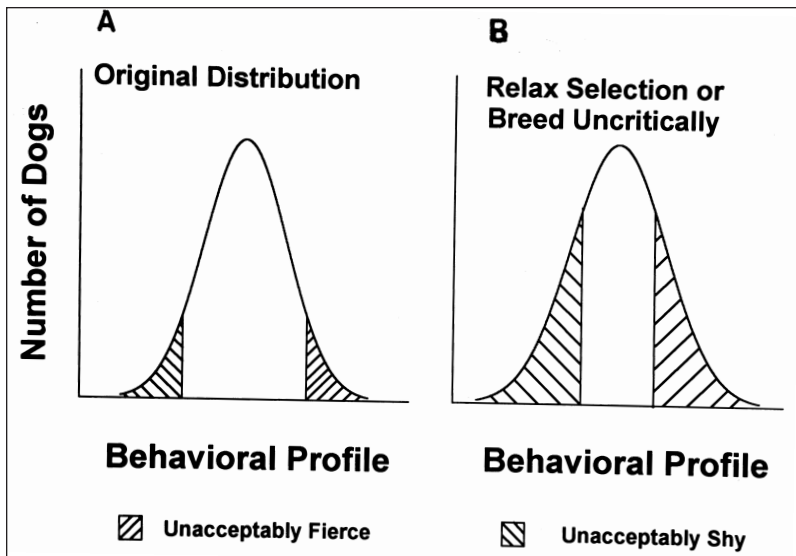 A
Original Distribution
Number of Dogs
Behavioral Profile
Unacceptably Fierce
B
Relax Selection or
Breed Uncritically
Behavioral Profile
Unacceptably Shy